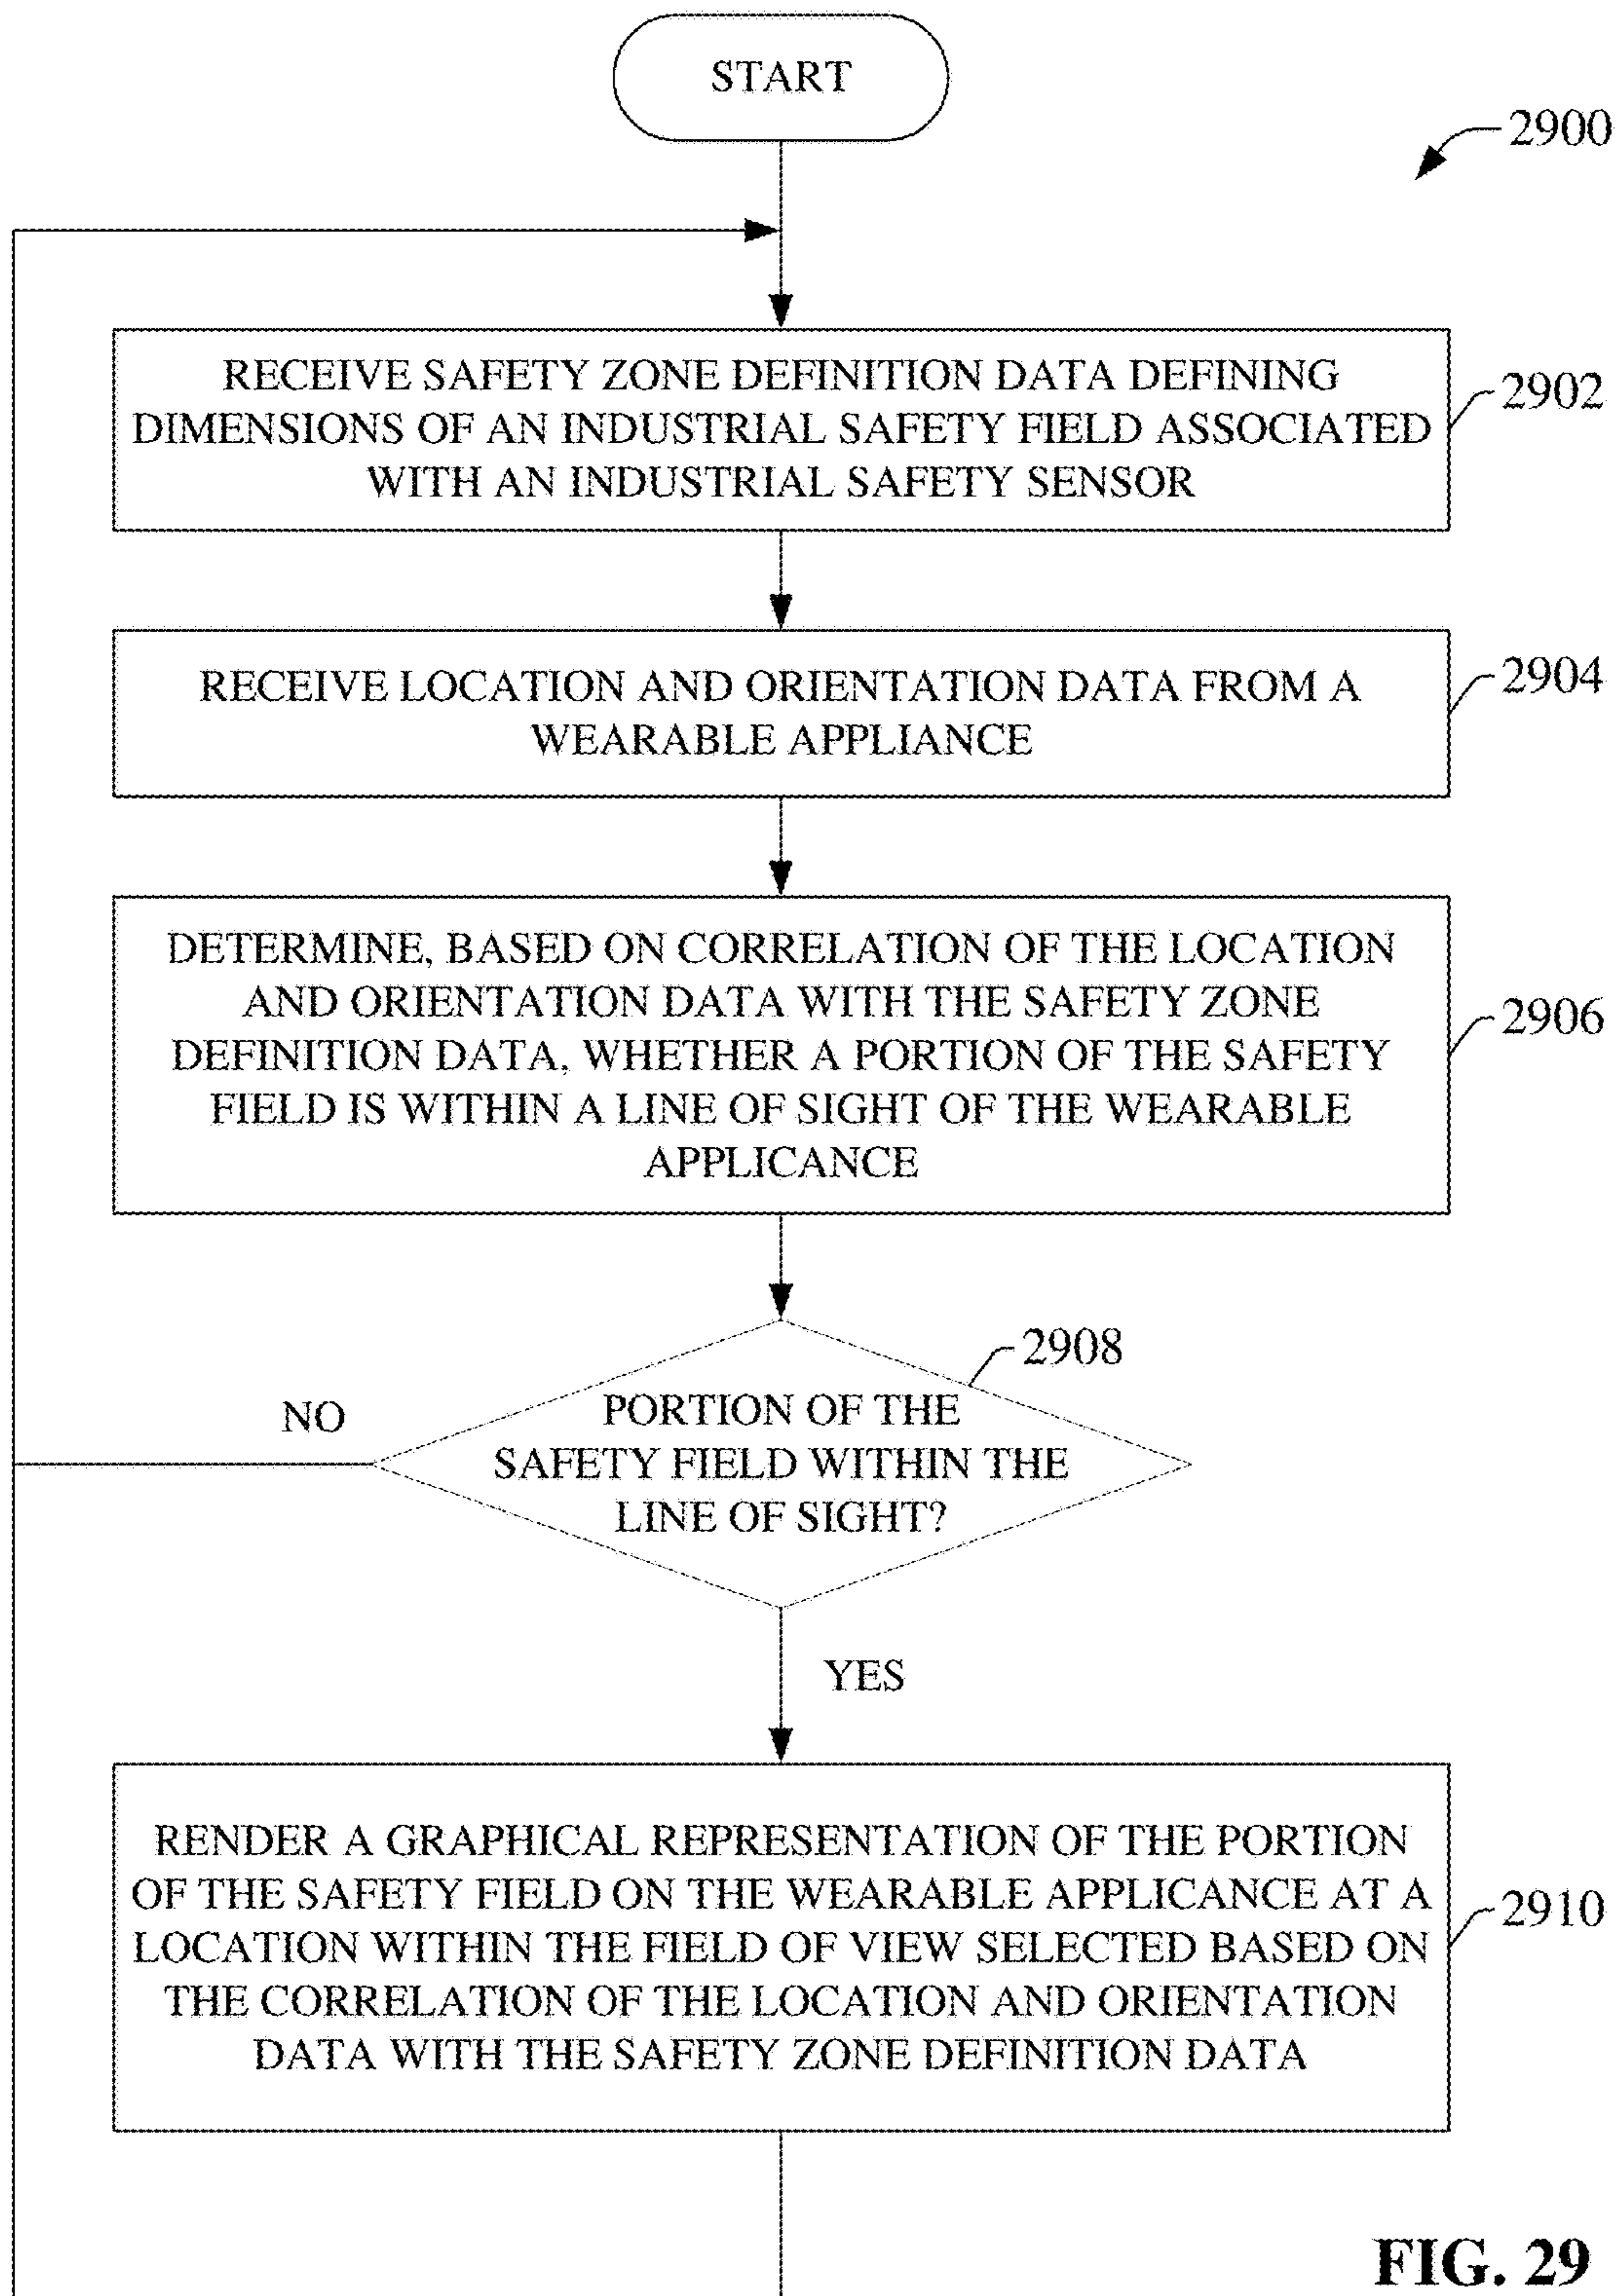 START
2900
RECEIVE SAFETY ZONE DEFINITION DATA DEFINING
DIMENSIONS OF AN INDUSTRIAL SAFETY FIELD ASSOCIATED
WITH AN INDUSTRIAL SAFETY SENSOR
2902
RECEIVE LOCATION AND ORIENTATION DATA FROM A
WEARABLE APPLIANCE
2904
DETERMINE, BASED ON CORRELATION OF THE LOCATION
AND ORIENTATION DATA WITH THE SAFETY ZONE
DEFINITION DATA, WHETHER A PORTION OF THE SAFETY
FIELD IS WITHIN A LINE OF SIGHT OF THE WEARABLE
APPLICANCE
2906
2908
NO
PORTION OF THE
SAFETY FIELD WITHIN THE
LINE OF SIGHT?
YES
RENDER A GRAPHICAL REPRESENTATION OF THE PORTION
OF THE SAFETY FIELD ON THE WEARABLE APPLICANCE AT A
LOCATION WITHIN THE FIELD OF VIEW SELECTED BASED ON
THE CORRELATION OF THE LOCATION AND ORIENTATION
DATA WITH THE SAFETY ZONE DEFINITION DATA
2910
FIG. 29